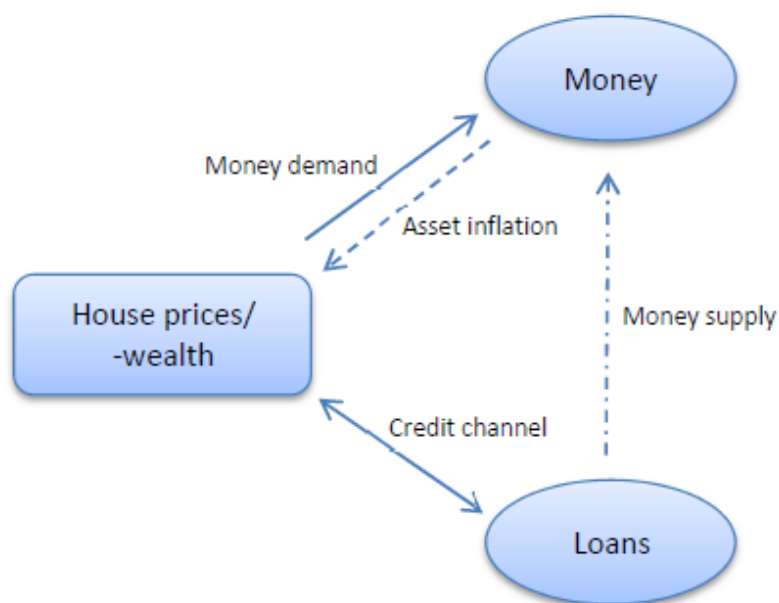 Money
Money demand
Asset inflation
House prices/
-wealth
Money supply
Credit channel
Loans